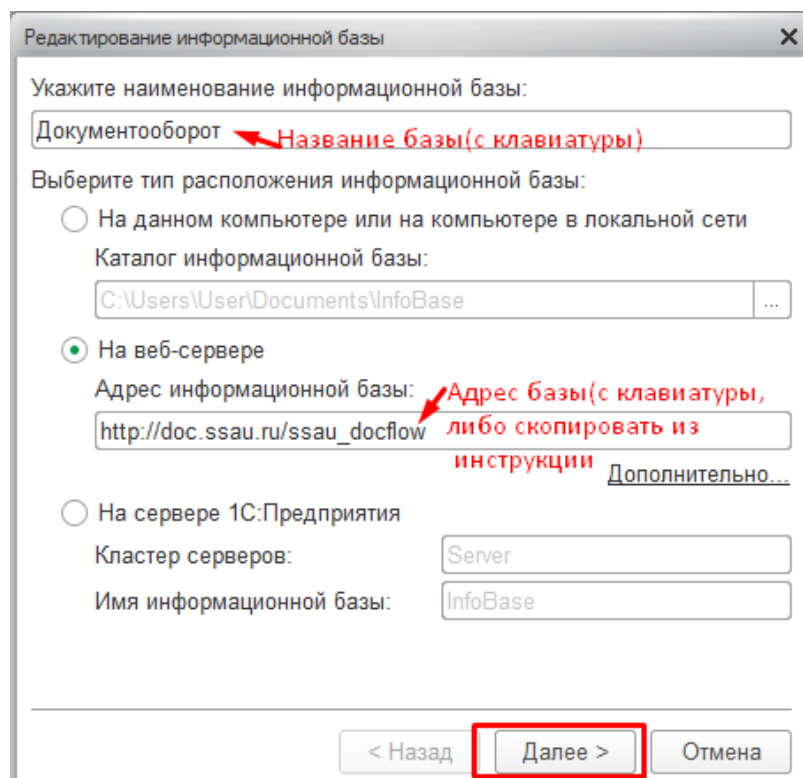 Редактирование информационной базы
Укажите наименование информационной базы:
Документооборот
Название базы(с клавиатуры)
Выберите тип расположения информационной базы:
На данном компьютере или на компьютере в локальной сети
Каталог информационной базы:
C:\Users\User\Documents\InfoBase
...
На веб-сервере
Адрес информационной базы:
Адрес базы(с клавиатуры,
http://doc.ssau.ru/ssau_docflow
либо скопировать из
инструкции
Дополнительно...
На сервере 1С:Предприятия
Кластер серверов:
Server
Имя информационной базы:
InfoBase
< Назад
Далее >
Отмена